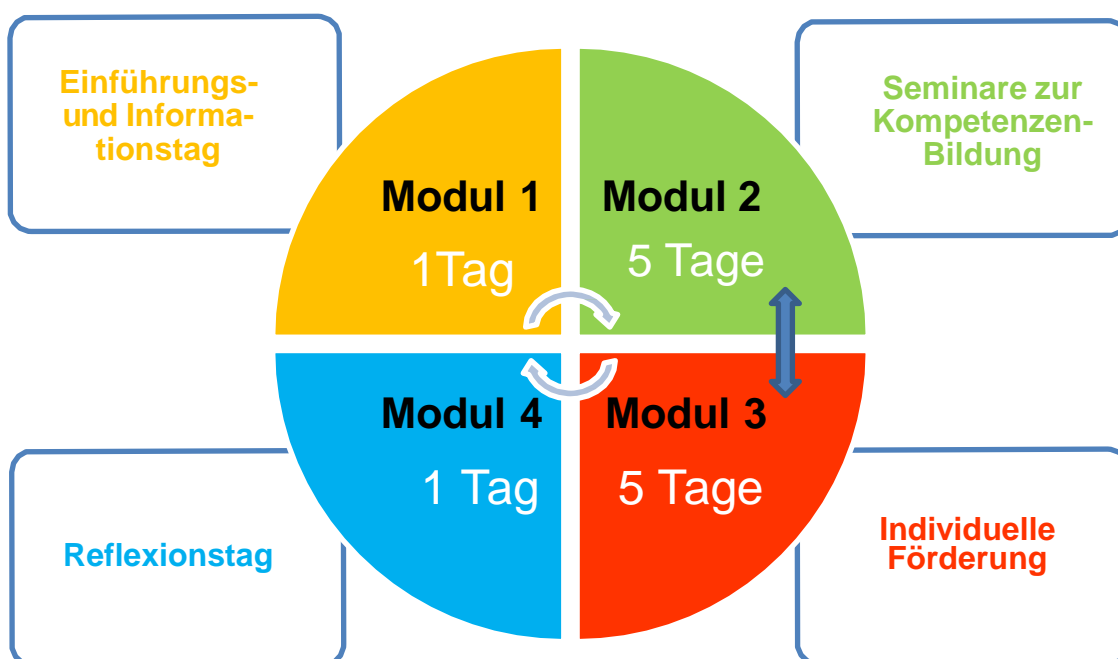 Einführungs-
und Informa-
tionstag
Seminare zur
Kompetenzen-
Bildung
Modul 1
1Tag
Modul 2
5 Tage
Modul 4
1 Tag
Modul 3
5 Tage
Reflexionstag
Individuelle
Förderung